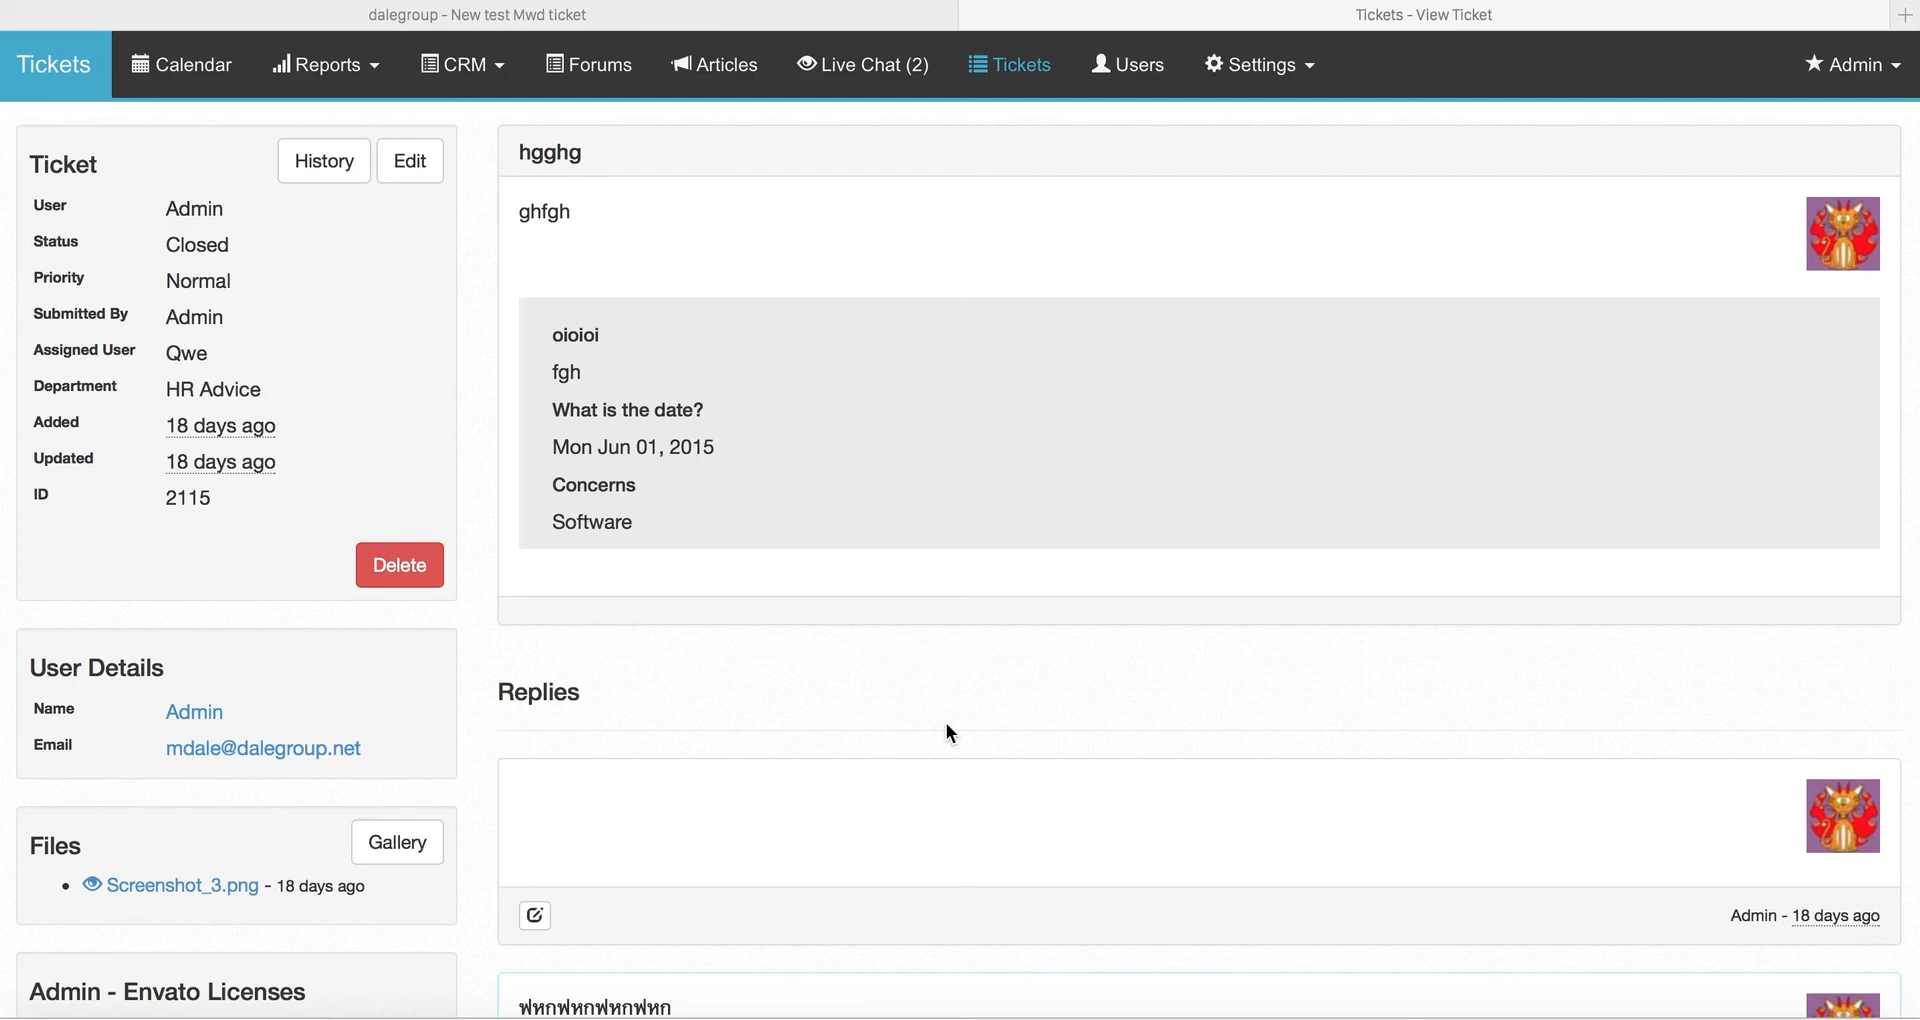 dalegroup - New test Mwd ticket
Tickets - View Ticket
Tickets
Calendar
Reports
CRM
Forums
Articles
Live Chat (2)
Tickets
Users
Settings
Admin
Ticket
History
Edit
User Admin
Status Closed
Priority Normal
Submitted By Admin
Assigned User Qwe
Department HR Advice
Added 18 days ago
Updated 18 days ago
ID 2115
Delete
User Details
Name Admin
Email mdale@dalegroup.net
Files
Gallery
Screenshot_3.png - 18 days ago
Admin - Envato Licenses
hgghg
ghfgh
oioioi
fgh
What is the date?
Mon Jun 01, 2015
Concerns
Software
Replies
Admin - 18 days ago
ฟหกฟหกฟหกฟหก